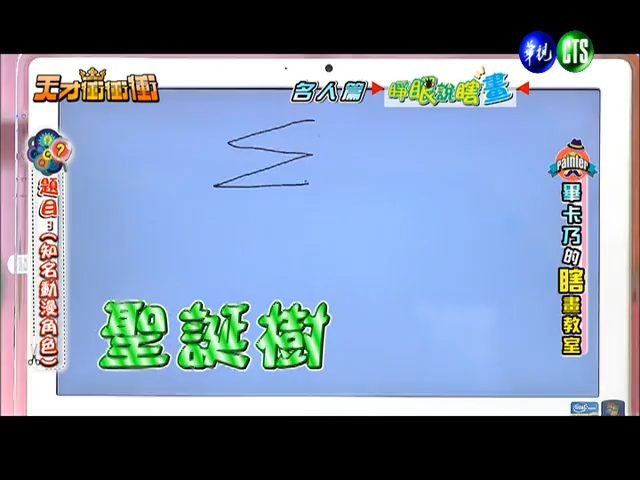 華視 CTS
天才衝衝衝
名人篇 睜眼說瞎畫
題目：（知名動漫角色）
Painter
畢卡乃的瞎畫教室
聖誕樹
intel